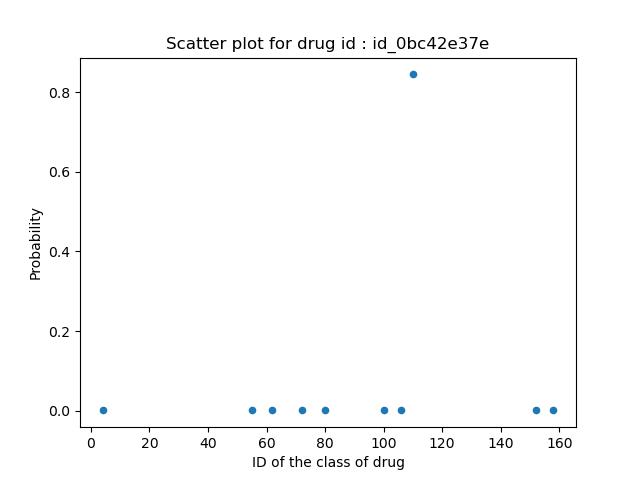 Scatter plot for drug id : id_0bc42e37e
0.8
0.6
0.4
0.2
0.0
Probability
0 20 40 60 80 100 120 140 160
ID of the class of drug